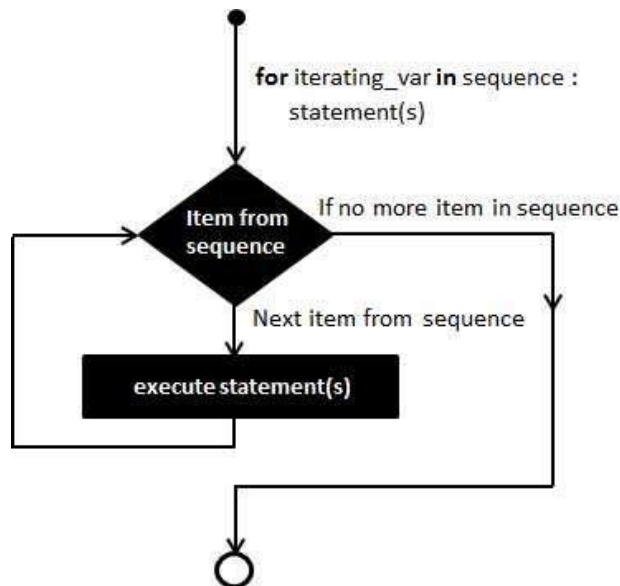 for iterating_var in sequence :
statement(s)
If no more item in sequence
Item from
sequence
Next item from sequence
execute statement(s)